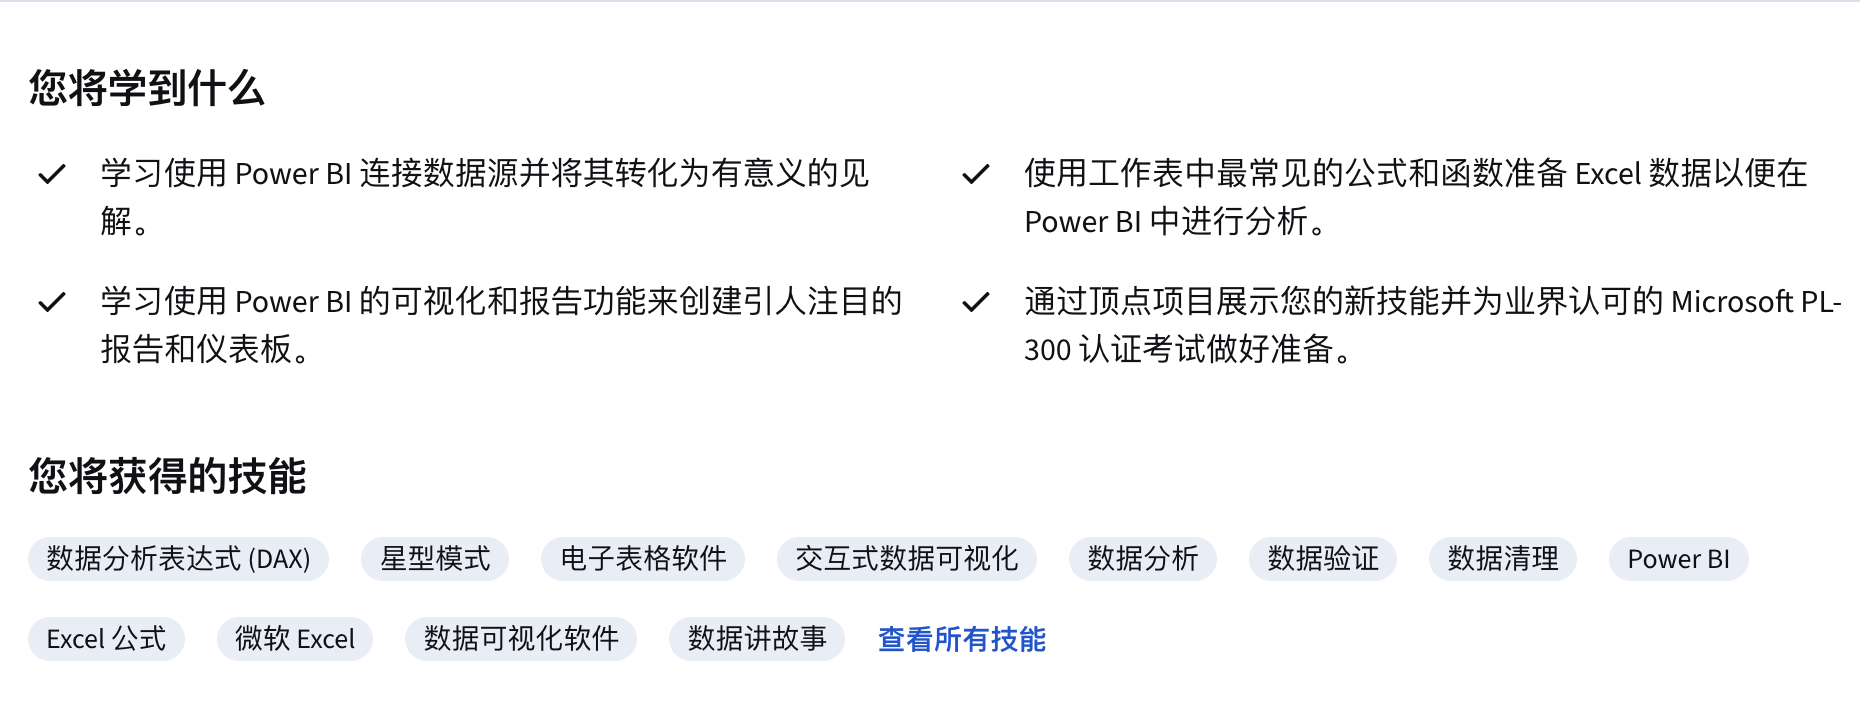 您将学到什么
学习使用 Power BI 连接数据源并将其转化为有意义的见
解。
使用工作表中最常见的公式和函数准备 Excel 数据以便在
Power BI 中进行分析。
学习使用 Power BI 的可视化和报告功能来创建引人注目的
报告和仪表板。
通过顶点项目展示您的新技能并为业界认可的 Microsoft PL-
300 认证考试做好准备。
您将获得的技能
数据分析表达式 (DAX) 星型模式 电子表格软件 交互式数据可视化 数据分析 数据验证 数据清理 Power BI
Excel 公式 微软 Excel 数据可视化软件 数据讲故事 查看所有技能